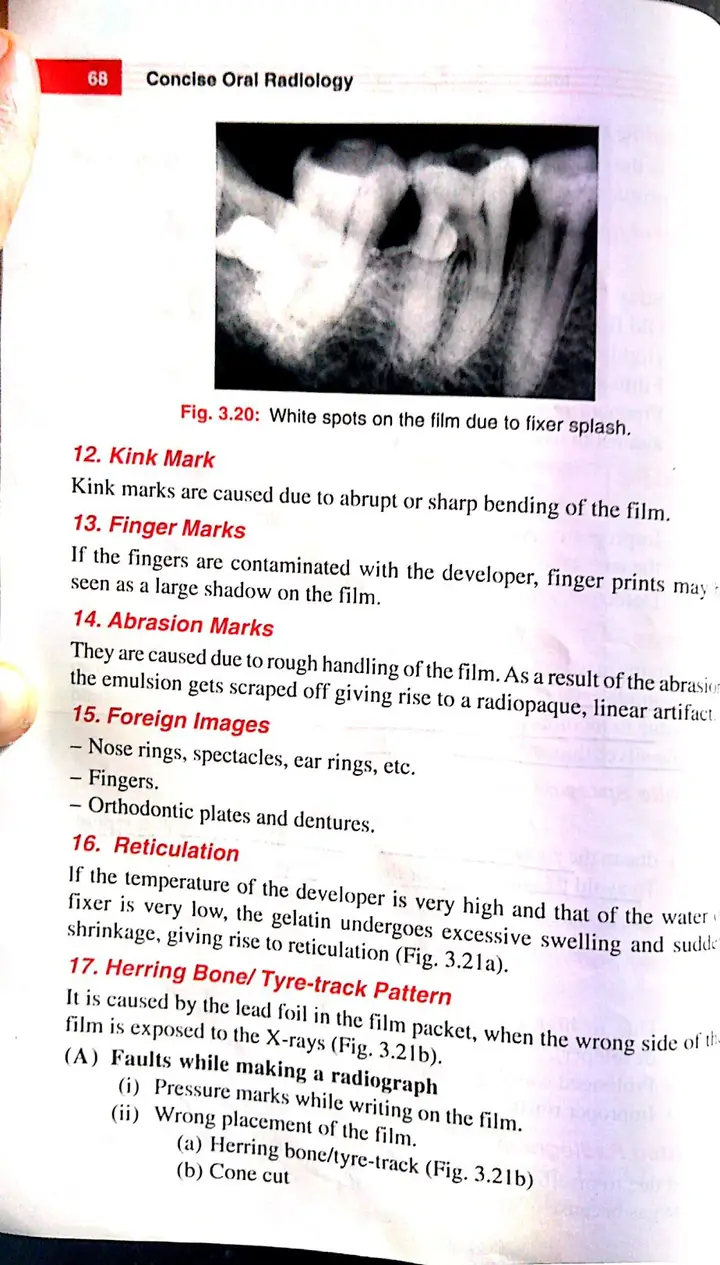 68 Concise Oral Radiology
Fig. 3.20: White spots on the film due to fixer splash.
12. Kink Mark
Kink marks are caused due to abrupt or sharp bending of the film.
13. Finger Marks
If the fingers are contaminated with the developer, finger prints may
seen as a large shadow on the film.
14. Abrasion Marks
They are caused due to rough handling of the film. As a result of the
the emulsion gets scraped off giving rise to a radiopaque, linear artifact
15. Foreign Images
– Nose rings, spectacles, ear rings, etc.
– Fingers.
– Orthodontic plates and dentures.
16. Reticulation
If the temperature of the developer is very high and that of the water
fixer is very low, the gelatin undergoes excessive swelling and
shrinkage, giving rise to reticulation (Fig. 3.21a).
17. Herring Bone/ Tyre-track Pattern
It is caused by the lead foil in the film packet, when the wrong side of
film is exposed to the X-rays (Fig. 3.21b).
(A) Faults while making a radiograph
(i) Pressure marks while writing on the film.
(ii) Wrong placement of the film.
(a) Herring bone/tyre-track (Fig. 3.21b)
(b) Cone cut